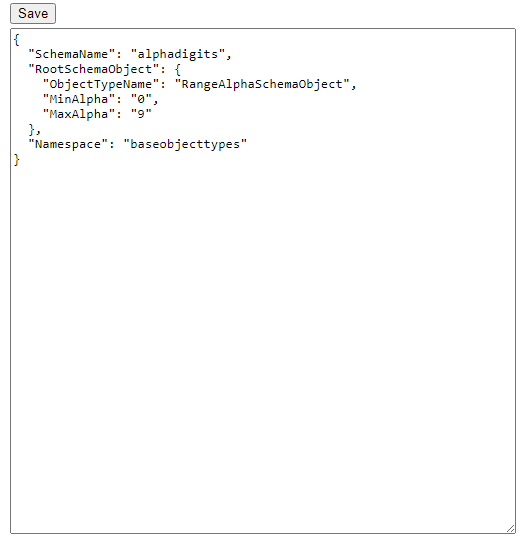 Save
{
  "SchemaName": "alphadigits",
  "RootSchemaObject": {
    "ObjectTypeName": "RangeAlphaSchemaObject",
    "MinAlpha": "0",
    "MaxAlpha": "9"
  },
  "Namespace": "baseobjecttypes"
}